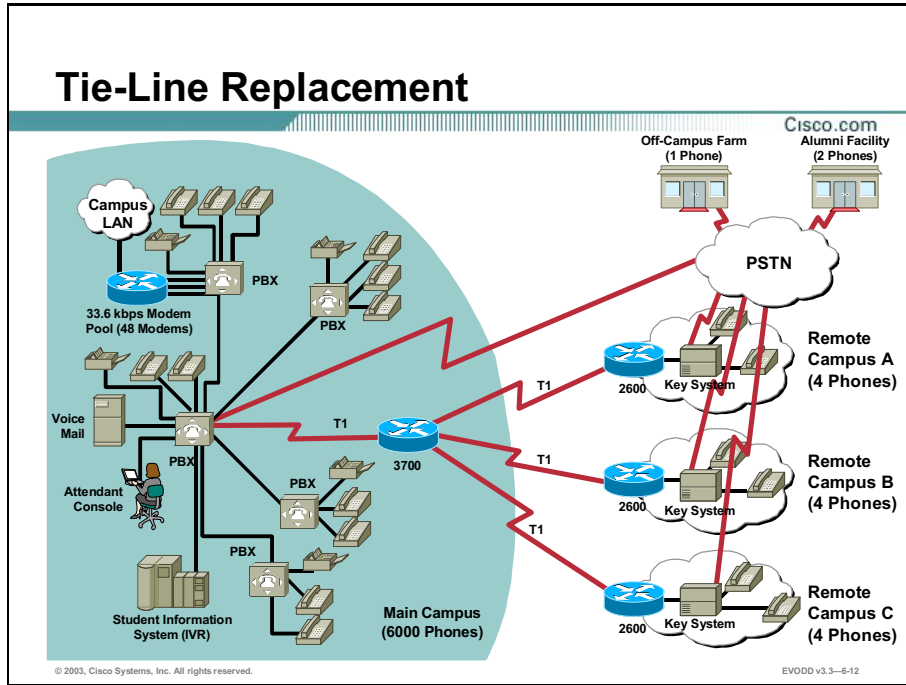 Tie-Line Replacement
Cisco.com
Off-Campus Farm
(1 Phone)
Alumni Facility
(2 Phones)
Campus
LAN
PBX
33.6 kbps Modem
Pool (48 Modems)
PBX
PSTN
Remote
Campus A
(4 Phones)
T1
2600
Key System
Voice
Mail
PBX
T1
3700
Attendant
Console
PBX
T1
2600
Key System
Remote
Campus B
(4 Phones)
T1
PBX
Student Information
System (IVR)
Main Campus
(6000 Phones)
2600
Key System
Remote
Campus C
(4 Phones)
© 2003, Cisco Systems, Inc. All rights reserved.
EVODD v3.3—6-12